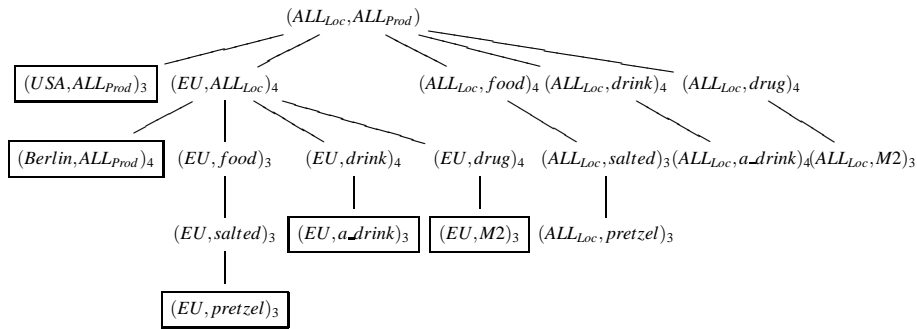 (ALL_Loc, ALL_Prod)
(USA, ALL_Prod)_3 (EU, ALL_Loc)_4 (ALL_Loc, food)_4 (ALL_Loc, drink)_4 (ALL_Loc, drug)_4
(Berlin, ALL_Prod)_4 (EU, food)_3 (EU, drink)_4 (EU, drug)_4 (ALL_Loc, salted)_3 (ALL_Loc, a_drink)_4 (ALL_Loc, M2)_3
(EU, salted)_3 (EU, a_drink)_3 (EU, M2)_3 (ALL_Loc, pretzel)_3
(EU, pretzel)_3